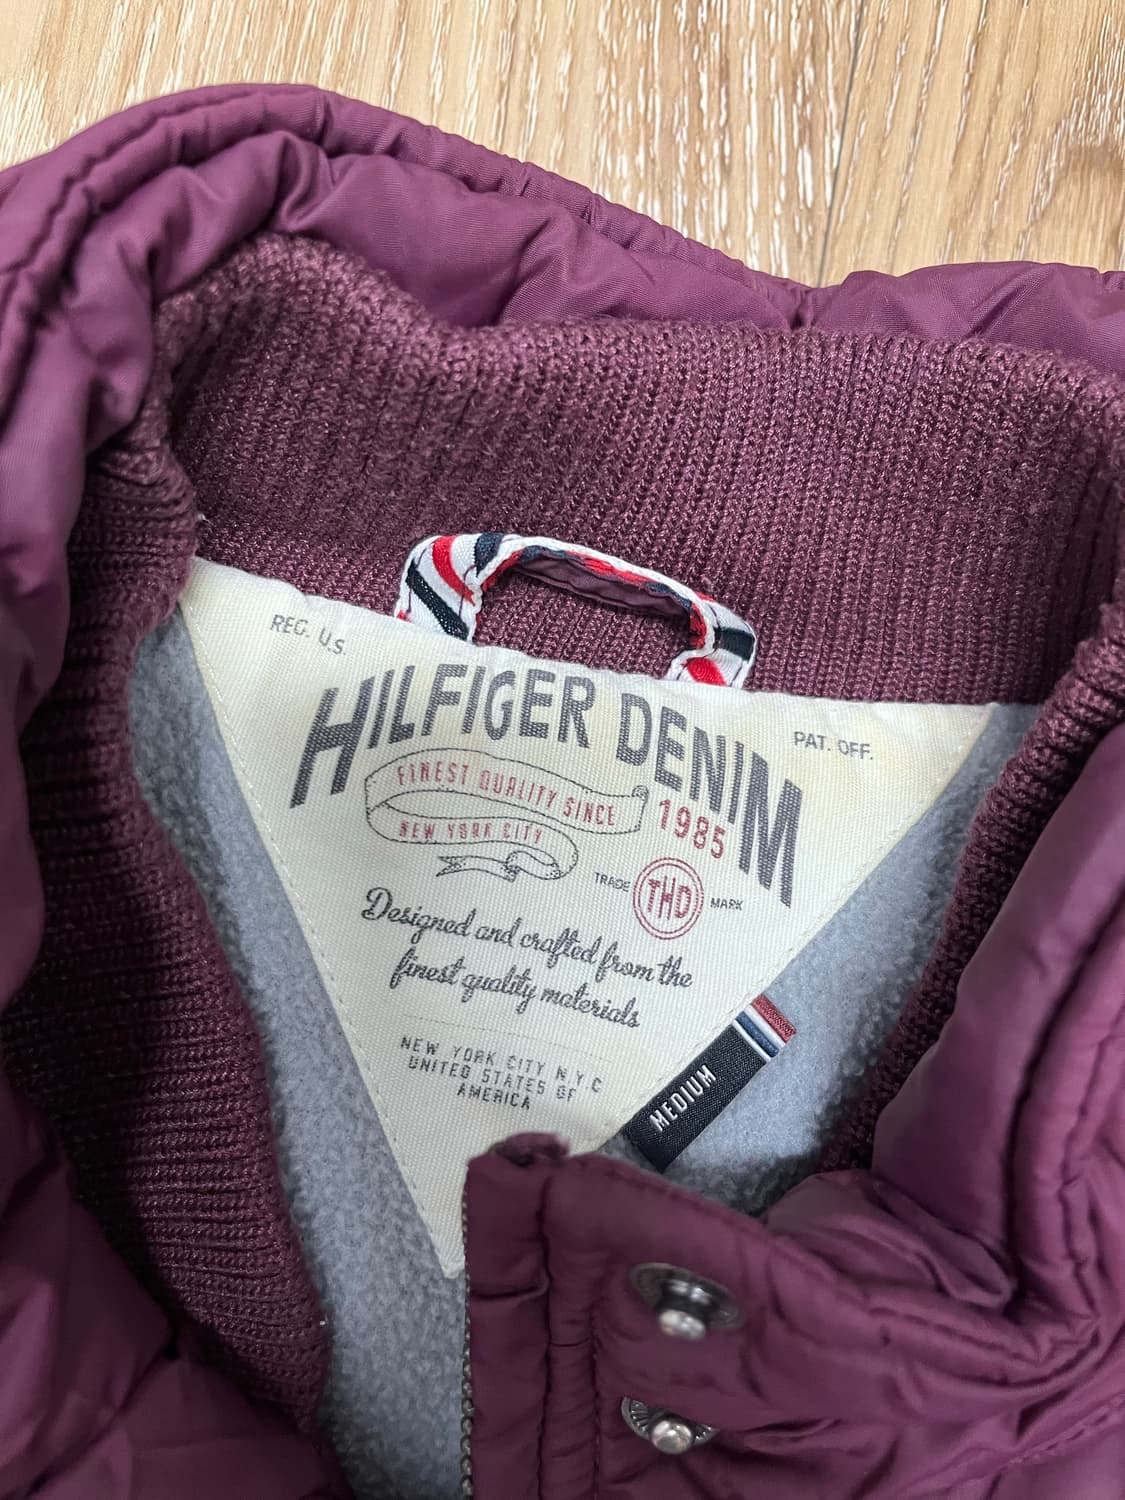 REG. U.S
HILFIGER DENIM
PAT. OFF.
FINEST QUALITY SINCE
1985
NEW YORK CITY
TRADE THD MARK
Designed and crafted from the
finest quality materials
NEW YORK CITY N Y C
UNITED STATES OF
AMERICA
MEDIUM